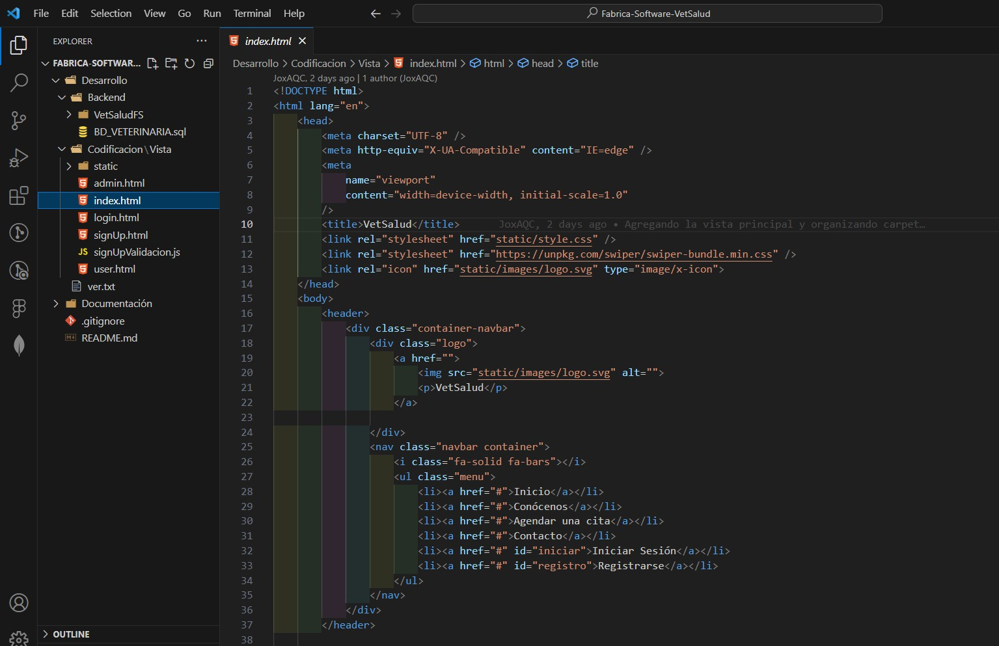 File Edit Selection View Go Run Terminal Help
Fabrica-Software-VetSalud
EXPLORER
FABRICA-SOFTWAR...
Desarrollo
Backend
VetSaludFS
BD_VETERINARIA.sql
Codificacion\Vista
static
admin.html
index.html
login.html
signUp.html
JS signUpValidacion.js
user.html
ver.txt
Documentación
.gitignore
README.md
OUTLINE
index.html
Desarrollo > Codificacion > Vista > index.html > html > head > title
JoxAQC, 2 days ago | 1 author (JoxAQC)
1 <!DOCTYPE html>
2 <html lang="en">
3 <head>
4 <meta charset="UTF-8" />
5 <meta http-equiv="X-UA-Compatible" content="IE=edge" />
6 <meta
7 name="viewport"
8 content="width=device-width, initial-scale=1.0"
9 />
10 <title>VetSalud</title> JoxAQC, 2 days ago • Agregando la vista principal y organizando carpet…
11 <link rel="stylesheet" href="static/style.css" />
12 <link rel="stylesheet" href="https://unpkg.com/swiper/swiper-bundle.min.css" />
13 <link rel="icon" href="static/images/logo.svg" type="image/x-icon">
14 </head>
15 <body>
16 <header>
17 <div class="container-navbar">
18 <div class="logo">
19 <a href="">
20 <img src="static/images/logo.svg" alt="">
21 <p>VetSalud</p>
22 </a>
23
24 </div>
25 <nav class="navbar container">
26 <i class="fa-solid fa-bars"></i>
27 <ul class="menu">
28 <li><a href="#">Inicio</a></li>
29 <li><a href="#">Conócenos</a></li>
30 <li><a href="#">Agendar una cita</a></li>
31 <li><a href="#">Contacto</a></li>
32 <li><a href="#" id="iniciar">Iniciar Sesión</a></li>
33 <li><a href="#" id="registro">Registrarse</a></li>
34 </ul>
35 </nav>
36 </div>
37 </header>
38